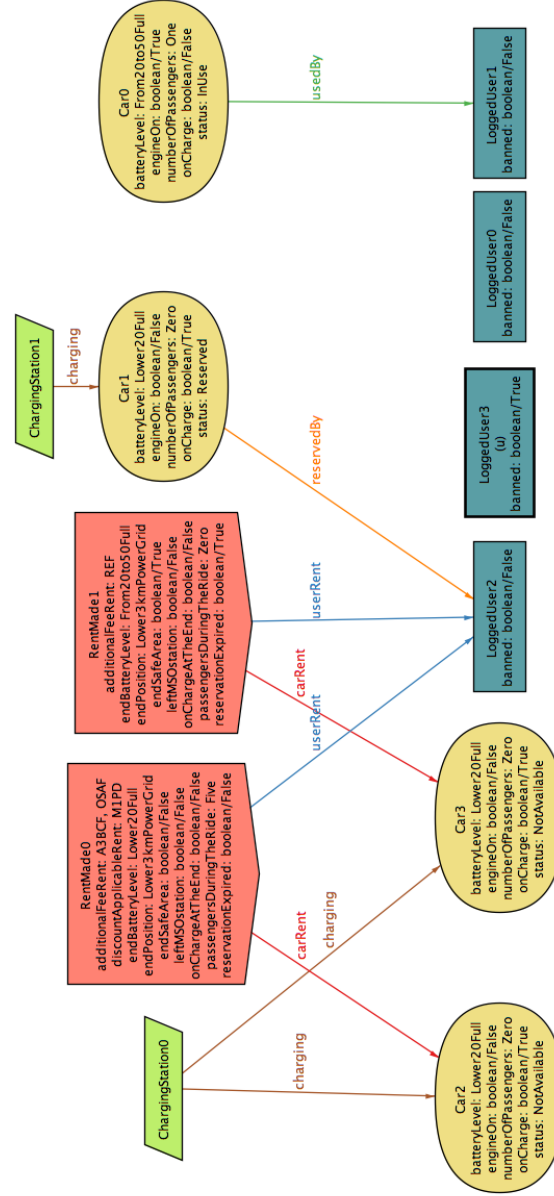 ChargingStation1
charging
Car0
batteryLevel: From20to50Full
engineOn: boolean/True
numberOfPassengers: One
onCharge: boolean/False
status: InUse
Car1
batteryLevel: Lower20Full
engineOn: boolean/False
numberOfPassengers: Zero
onCharge: boolean/True
status: Reserved
RentMade1
additionalFeeRent: REF
endBatteryLevel: From20to50Full
endPosition: Lower3kmPowerGrid
endSafeArea: boolean/True
leftMSOstation: boolean/False
onChargeAtTheEnd: boolean/False
passengersDuringTheRide: Zero
reservationExpired: boolean/True
RentMade0
additionalFeeRent: A3BCF, OSAF
discountApplicableRent: M1PD
endBatteryLevel: Lower20Full
endPosition: Lower3kmPowerGrid
endSafeArea: boolean/False
leftMSOstation: boolean/False
onChargeAtTheEnd: boolean/False
passengersDuringTheRide: Five
reservationExpired: boolean/False
ChargingStation0
charging
charging
carRent
carRent
userRent
userRent
reservedBy
usedBy
Car2
batteryLevel: Lower20Full
engineOn: boolean/False
numberOfPassengers: Zero
onCharge: boolean/True
status: NotAvailable
Car3
batteryLevel: Lower20Full
engineOn: boolean/False
numberOfPassengers: Zero
onCharge: boolean/True
status: NotAvailable
LoggedUser2
banned: boolean/False
LoggedUser3
(u)
banned: boolean/True
LoggedUser0
banned: boolean/False
LoggedUser1
banned: boolean/False